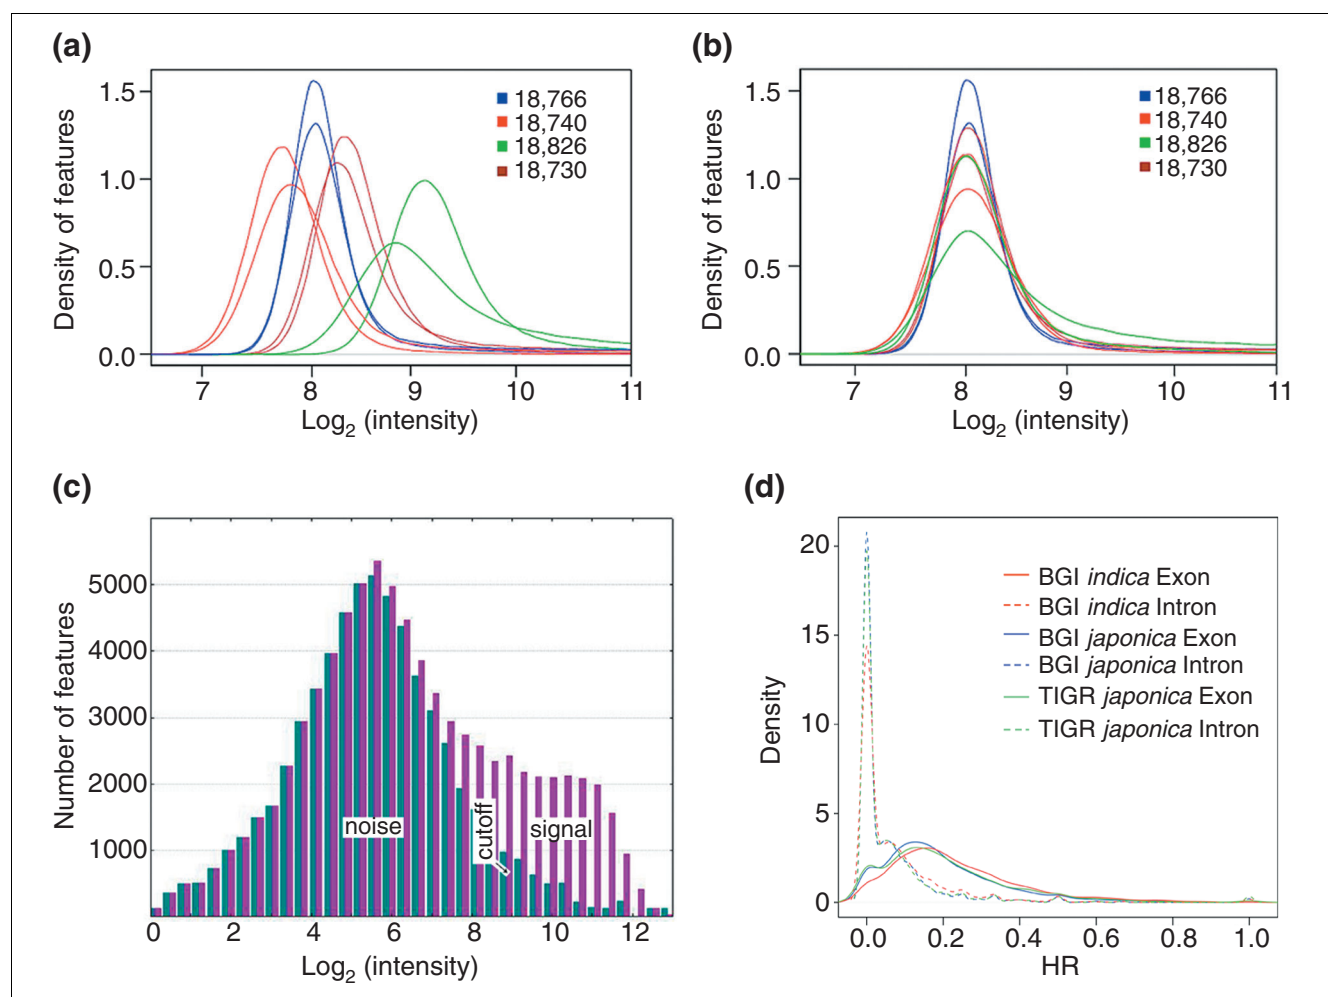 (a)
Density of features
1.5
1.0
0.5
0.0
18,766
18,740
18,826
18,730
7 8 9 10 11
Log2 (intensity)
(b)
Density of features
1.5
1.0
0.5
0.0
18,766
18,740
18,826
18,730
7 8 9 10 11
Log2 (intensity)
(c)
Number of features
5000
4000
3000
2000
1000
noise
cutoff
signal
0 2 4 6 8 10 12
Log2 (intensity)
(d)
Density
20
15
10
5
0
BGI indica Exon
BGI indica Intron
BGI japonica Exon
BGI japonica Intron
TIGR japonica Exon
TIGR japonica Intron
0.0 0.2 0.4 0.6 0.8 1.0
HR